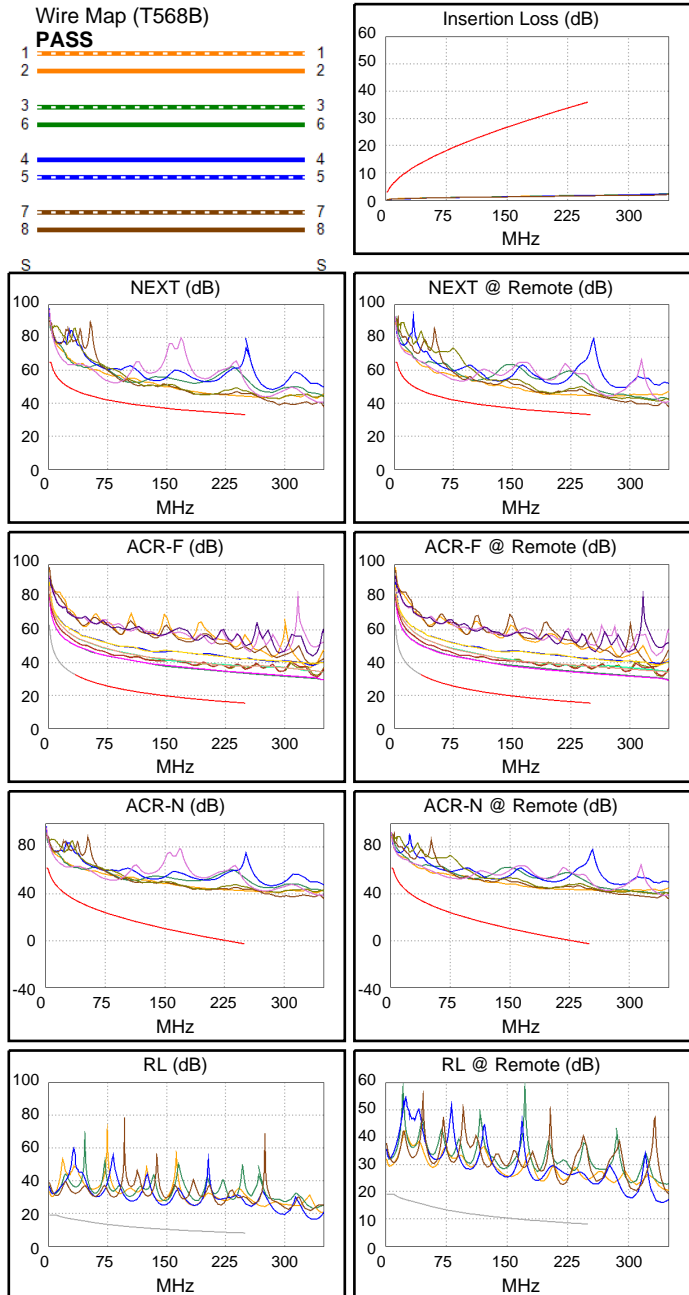 Wire Map (T568B)
PASS
1 1
2 2
3 3
6 6
4 4
5 5
7 7
8 8
S S
Insertion Loss (dB)
60
50
40
30
20
10
0
0 75 150 225 300
MHz
NEXT (dB)
100
80
60
40
20
0
0 75 150 225 300
MHz
NEXT @ Remote (dB)
100
80
60
40
20
0
0 75 150 225 300
MHz
ACR-F (dB)
100
80
60
40
20
0
0 75 150 225 300
MHz
ACR-F @ Remote (dB)
100
80
60
40
20
0
0 75 150 225 300
MHz
ACR-N (dB)
80
40
0
-40
0 75 150 225 300
MHz
ACR-N @ Remote (dB)
80
40
0
-40
0 75 150 225 300
MHz
RL (dB)
100
80
60
40
20
0
0 75 150 225 300
MHz
RL @ Remote (dB)
60
50
40
30
20
10
0
0 75 150 225 300
MHz